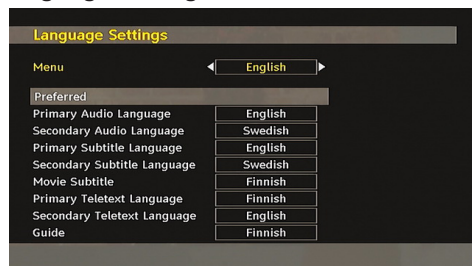 Language Settings
Menu English
Preferred
Primary Audio Language English
Secondary Audio Language Swedish
Primary Subtitle Language English
Secondary Subtitle Language Swedish
Movie Subtitle Finnish
Primary Teletext Language Finnish
Secondary Teletext Language English
Guide Finnish